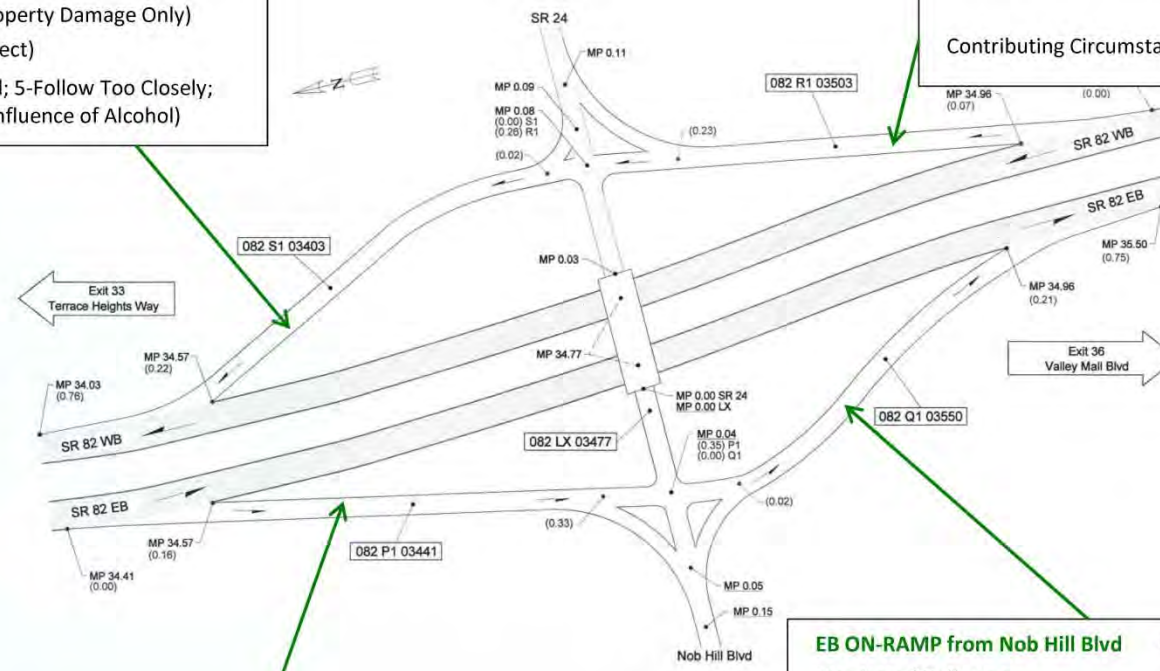 operty Damage Only)
ect)
l; 5-Follow Too Closely;
nfluence of Alcohol)
SR 24
MP 0.11
Contributing Circumsta
N
MP 0.09
MP 0.08
(0.00) S1
(0.26) R1
(0.02)
082 R1 03503
(0.23)
MP 34.96
(0.07)
(0.00)
SR 82 WB
SR 82 EB
082 S1 03403
MP 0.03
MP 35.50
(0.75)
Exit 33
Terrace Heights Way
MP 34.96
(0.21)
MP 34.57
(0.22)
MP 34.77
Exit 36
Valley Mall Blvd
MP 34.03
(0.76)
MP 0.00 SR 24
MP 0.00 LX
SR 82 WB
082 LX 03477
082 Q1 03550
MP 0.04
(0.35) P1
(0.00) Q1
SR 82 EB
(0.33)
(0.02)
MP 34.57
(0.16)
082 P1 03441
MP 34.41
(0.00)
MP 0.05
MP 0.15
Nob Hill Blvd
EB ON-RAMP from Nob Hill Blvd